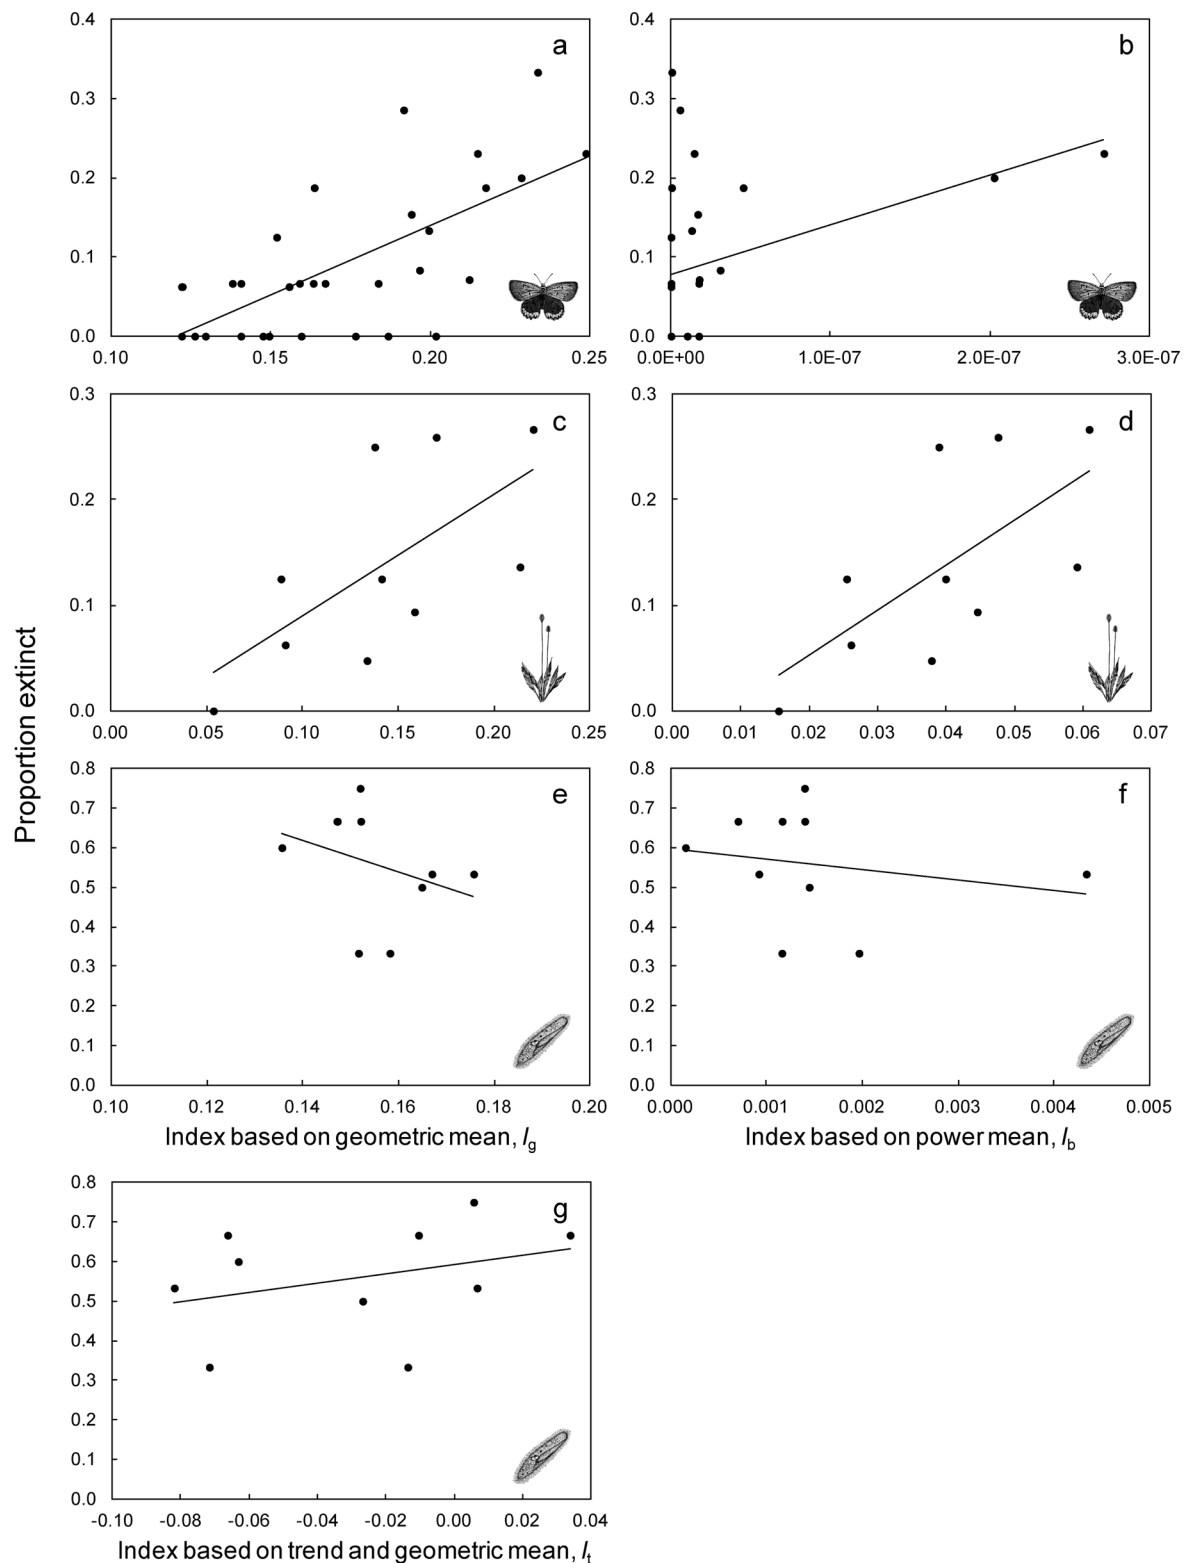 Proportion extinct
a
0.4
0.3
0.2
0.1
0.0
0.10 0.15 0.20 0.25
b
0.4
0.3
0.2
0.1
0.0
0.0E+00 1.0E-07 2.0E-07 3.0E-07
c
0.3
0.2
0.1
0.0
0.00 0.05 0.10 0.15 0.20 0.25
d
0.3
0.2
0.1
0.0
0.00 0.01 0.02 0.03 0.04 0.05 0.06 0.07
e
0.8
0.7
0.6
0.5
0.4
0.3
0.2
0.1
0.0
0.10 0.12 0.14 0.16 0.18 0.20
Index based on geometric mean, Ig
f
0.8
0.7
0.6
0.5
0.4
0.3
0.2
0.1
0.0
0.000 0.001 0.002 0.003 0.004 0.005
Index based on power mean, Ib
g
0.8
0.7
0.6
0.5
0.4
0.3
0.2
0.1
0.0
-0.10 -0.08 -0.06 -0.04 -0.02 0.00 0.02 0.04
Index based on trend and geometric mean, It